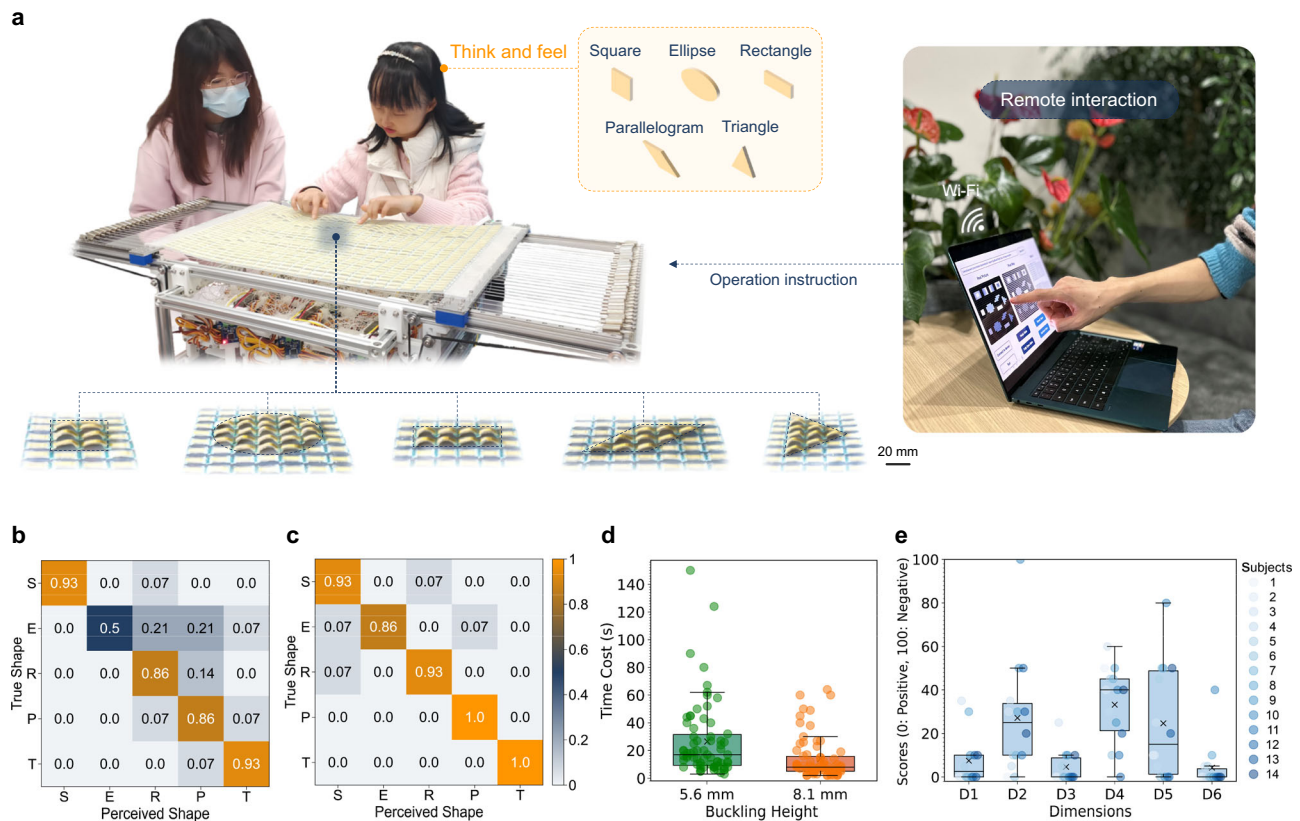 a
Think and feel
Square Ellipse Rectangle
Parallelogram Triangle
Remote interaction
Wi-Fi
Operation instruction
20 mm
b
True Shape
S 0.93 0.0 0.07 0.0 0.0
E 0.0 0.5 0.21 0.21 0.07
R 0.0 0.0 0.86 0.14 0.0
P 0.0 0.0 0.07 0.86 0.07
T 0.0 0.0 0.0 0.07 0.93
S E R P T
Perceived Shape
c
True Shape
S 0.93 0.0 0.07 0.0 0.0
E 0.07 0.86 0.0 0.07 0.0
R 0.07 0.0 0.93 0.0 0.0
P 0.0 0.0 0.0 1.0 0.0
T 0.0 0.0 0.0 0.0 1.0
S E R P T
Perceived Shape
1
0.8
0.6
0.4
0.2
0
d
Time Cost (s)
140
120
100
80
60
40
20
0
5.6 mm 8.1 mm
Buckling Height
e
Scores (0: Positive, 100: Negative)
100
80
60
40
20
0
D1 D2 D3 D4 D5 D6
Dimensions
Subjects
1
2
3
4
5
6
7
8
9
10
11
12
13
14